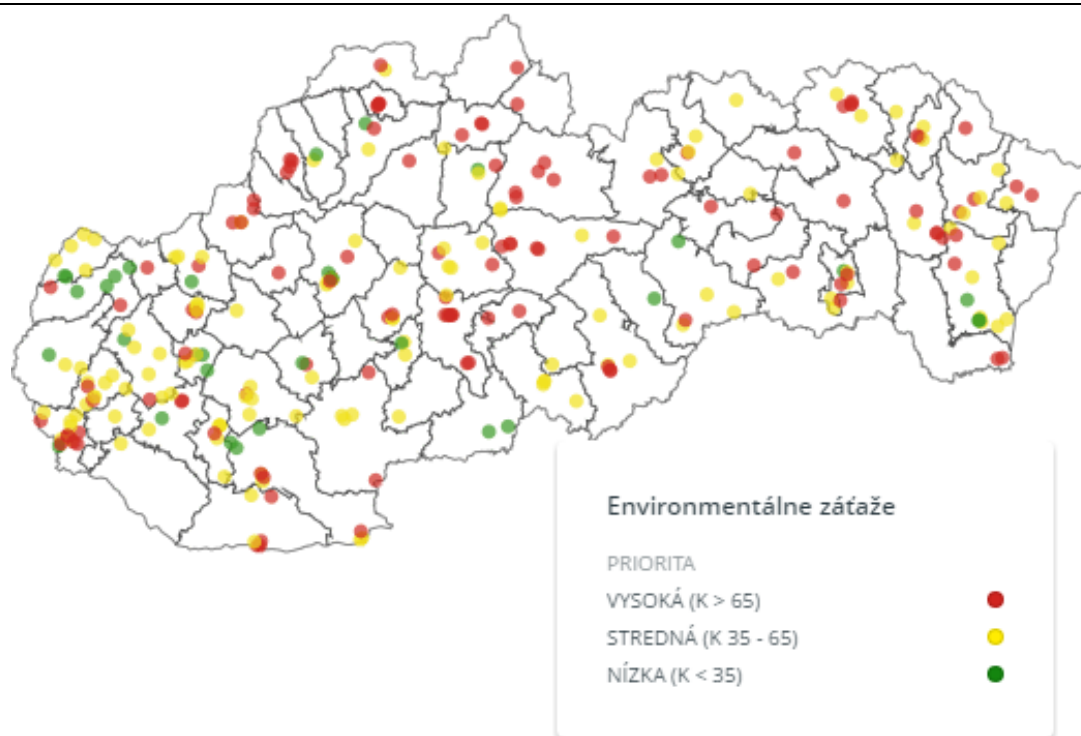 Environmentálne záťaže
PRIORITA
VYSOKÁ (K > 65)
STREDNÁ (K 35 - 65)
NÍZKA (K < 35)